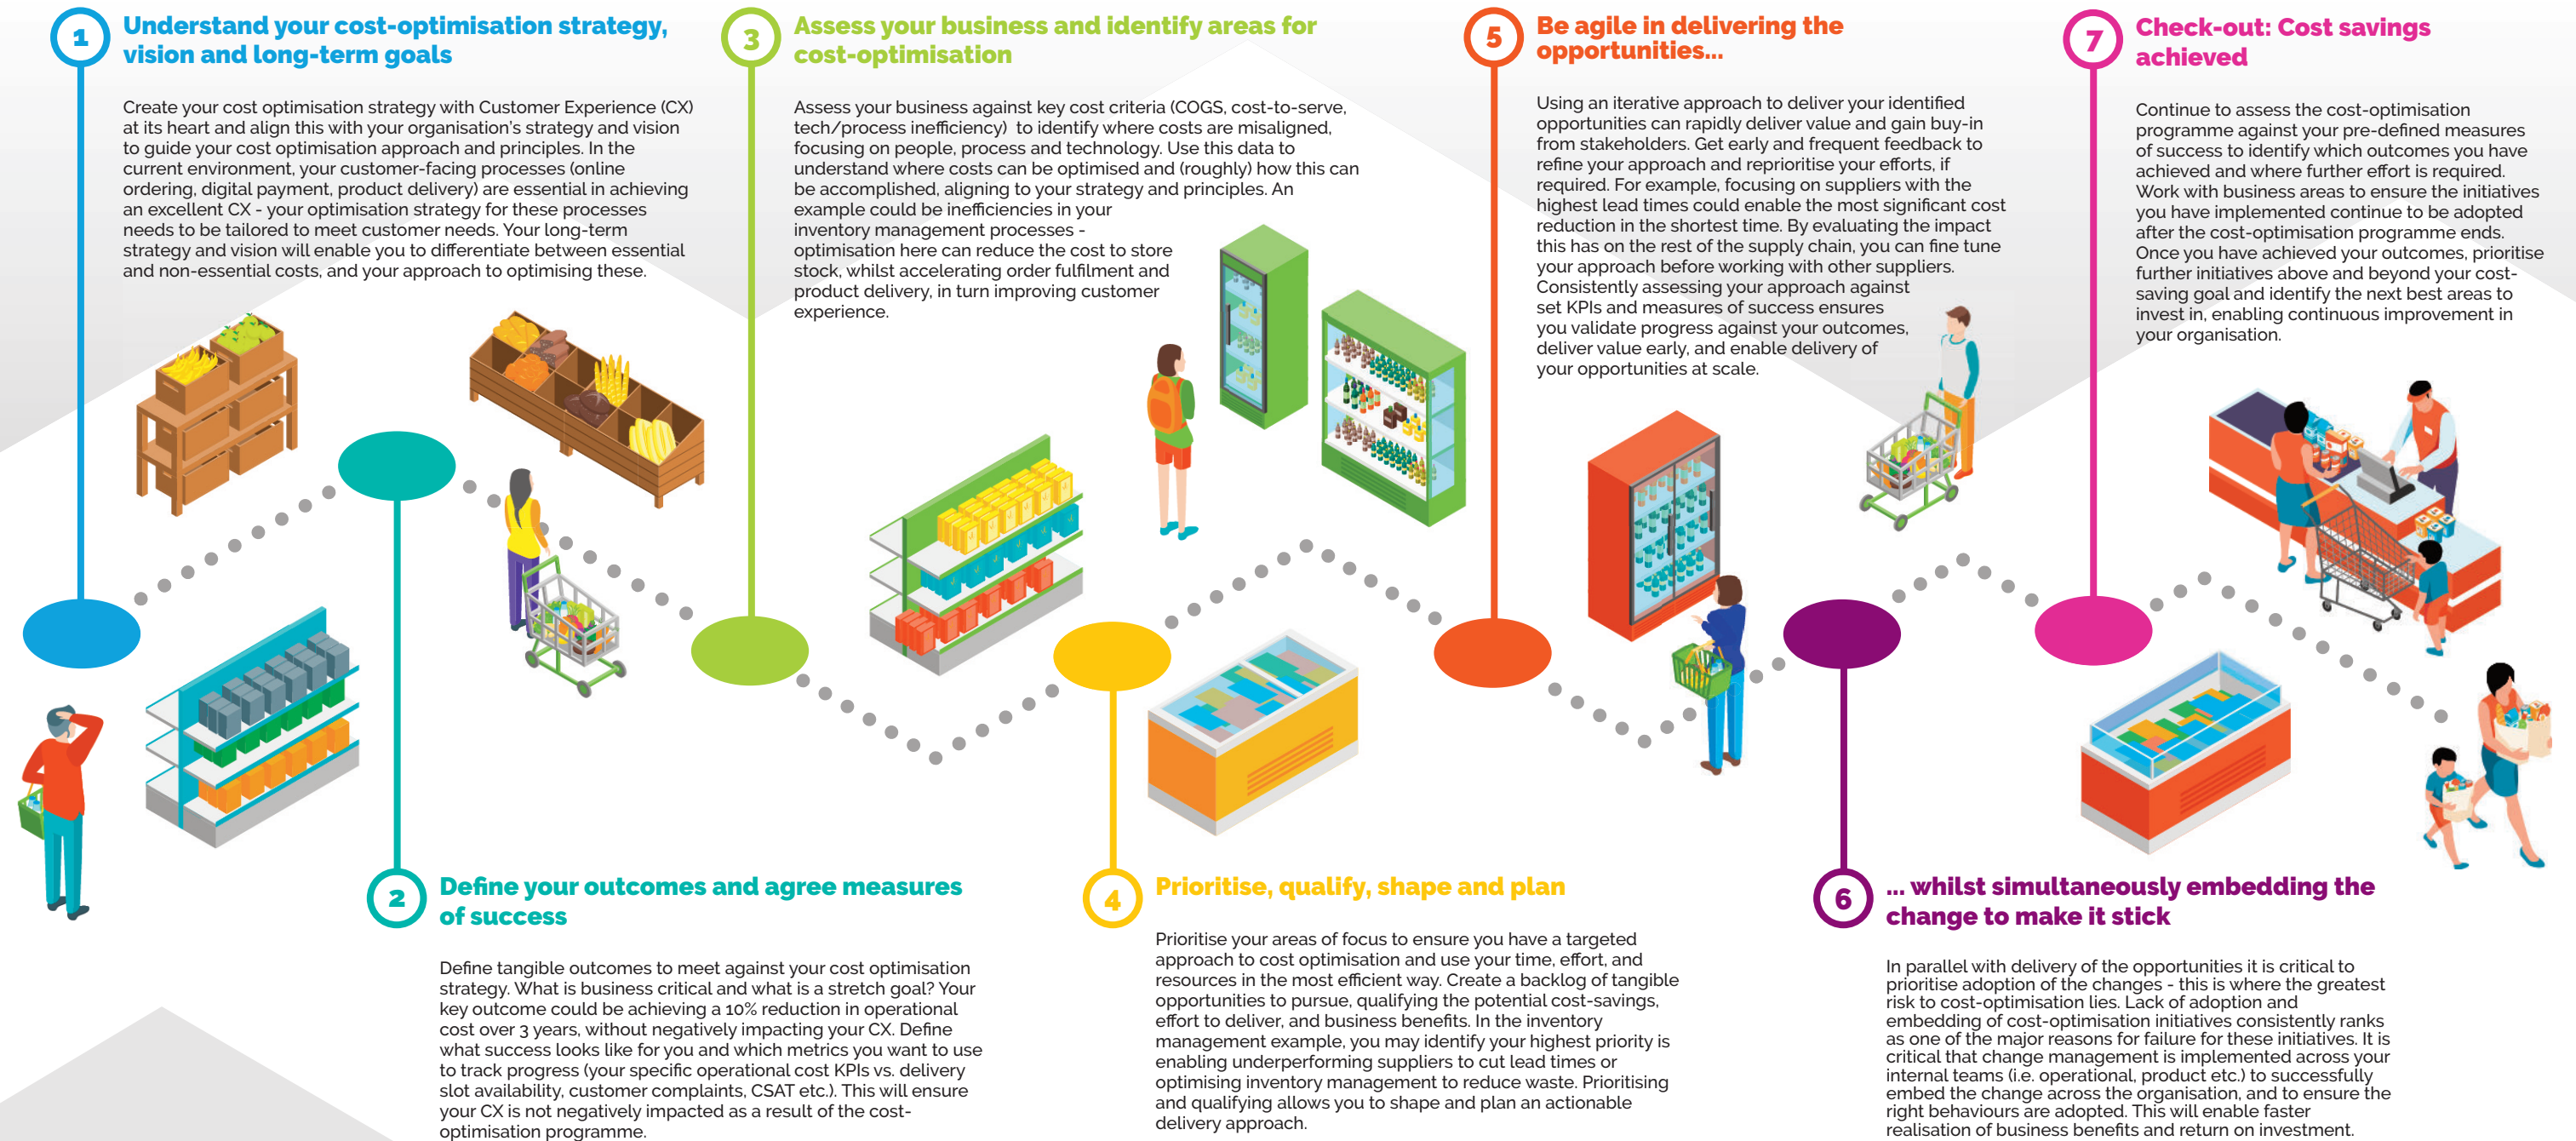 1
Understand your cost-optimisation strategy,
vision and long-term goals
Create your cost optimisation strategy with Customer Experience (CX)
at its heart and align this with your organisation's strategy and vision
to guide your cost optimisation approach and principles. In the
current environment, your customer-facing processes (online
ordering, digital payment, product delivery) are essential in achieving
an excellent CX - your optimisation strategy for these processes
needs to be tailored to meet customer needs. Your long-term
strategy and vision will enable you to differentiate between essential
and non-essential costs, and your approach to optimising these.
2
Define your outcomes and agree measures
of success
Define tangible outcomes to meet against your cost optimisation
strategy. What is business critical and what is a stretch goal? Your
key outcome could be achieving a 10% reduction in operational
cost over 3 years, without negatively impacting your CX. Define
what success looks like for you and which metrics you want to use
to track progress (your specific operational cost KPIs vs. delivery
slot availability, customer complaints, CSAT etc.). This will ensure
your CX is not negatively impacted as a result of the cost-
optimisation programme.
3
Assess your business and identify areas for
cost-optimisation
Assess your business against key cost criteria (COGS, cost-to-serve,
tech/process inefficiency) to identify where costs are misaligned,
focusing on people, process and technology. Use this data to
understand where costs can be optimised and (roughly) how this can
be accomplished, aligning to your strategy and principles. An
example could be inefficiencies in your
inventory management processes -
optimisation here can reduce the cost to store
stock, whilst accelerating order fulfilment and
product delivery, in turn improving customer
experience.
4
Prioritise, qualify, shape and plan
Prioritise your areas of focus to ensure you have a targeted
approach to cost optimisation and use your time, effort, and
resources in the most efficient way. Create a backlog of tangible
opportunities to pursue, qualifying the potential cost-savings,
effort to deliver, and business benefits. In the inventory
management example, you may identify your highest priority is
enabling underperforming suppliers to cut lead times or
optimising inventory management to reduce waste. Prioritising
and qualifying allows you to shape and plan an actionable
delivery approach.
5
Be agile in delivering the
opportunities...
Using an iterative approach to deliver your identified
opportunities can rapidly deliver value and gain buy-in
from stakeholders. Get early and frequent feedback to
refine your approach and reprioritise your efforts, if
required. For example, focusing on suppliers with the
highest lead times could enable the most significant cost
reduction in the shortest time. By evaluating the impact
this has on the rest of the supply chain, you can fine tune
your approach before working with other suppliers.
Consistently assessing your approach against
set KPIs and measures of success ensures
you validate progress against your outcomes,
deliver value early, and enable delivery of
your opportunities at scale.
6
... whilst simultaneously embedding the
change to make it stick
In parallel with delivery of the opportunities it is critical to
prioritise adoption of the changes - this is where the greatest
risk to cost-optimisation lies. Lack of adoption and
embedding of cost-optimisation initiatives consistently ranks
as one of the major reasons for failure for these initiatives. It is
critical that change management is implemented across your
internal teams (i.e. operational, product etc.) to successfully
embed the change across the organisation, and to ensure the
right behaviours are adopted. This will enable faster
realisation of business benefits and return on investment.
7
Check-out: Cost savings
achieved
Continue to assess the cost-optimisation
programme against your pre-defined measures
of success to identify which outcomes you have
achieved and where further effort is required.
Work with business areas to ensure the initiatives
you have implemented continue to be adopted
after the cost-optimisation programme ends.
Once you have achieved your outcomes, prioritise
further initiatives above and beyond your cost-
saving goal and identify the next best areas to
invest in, enabling continuous improvement in
your organisation.